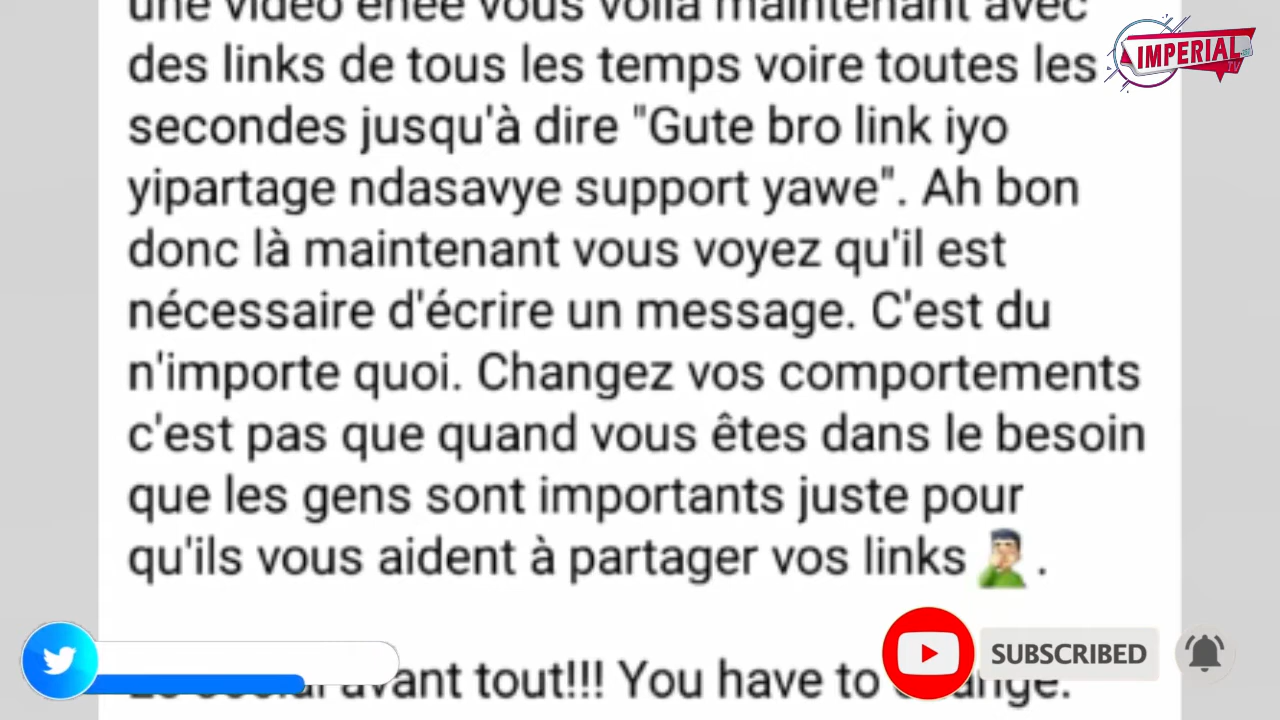 une vidéo enée vous voilà maintenant avec
des links de tous les temps voire toutes les
secondes jusqu'à dire "Gute bro link iyo
yipartage ndasavye support yawe". Ah bon
donc là maintenant vous voyez qu'il est
nécessaire d'écrire un message. C'est du
n'importe quoi. Changez vos comportements
c'est pas que quand vous êtes dans le besoin
que les gens sont importants juste pour
qu'ils vous aident à partager vos links 🤦🏻‍♂️.
avant tout!!! You have to change.
IMPERIAL
TV
SUBSCRIBED